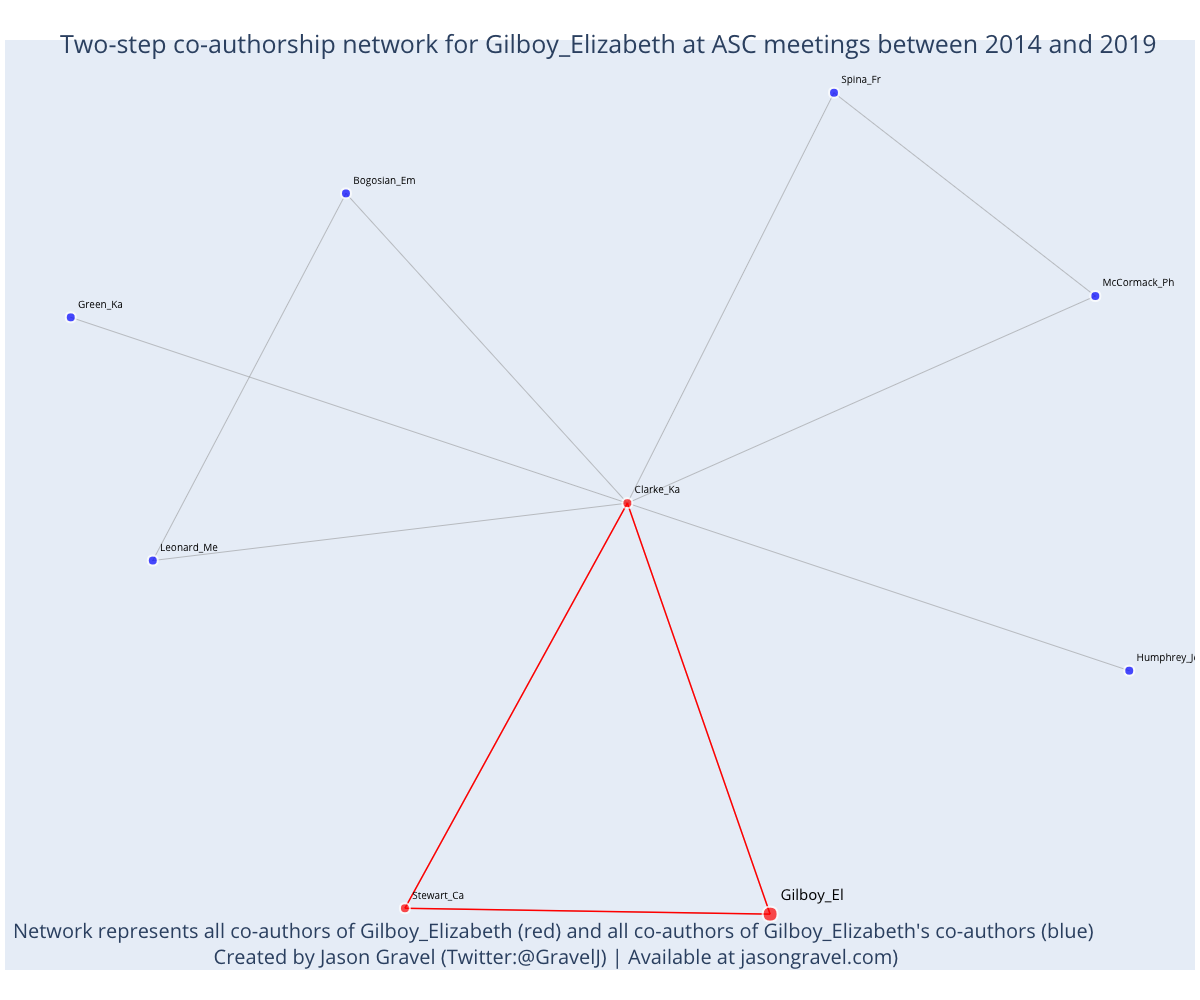 Two-step co-authorship network for Gilboy_Elizabeth at ASC meetings between 2014 and 2019
Spina_Fr
Bogosian_Em
McCormack_Ph
Green_Ka
Clarke_Ka
Leonard_Me
Humphrey_Jo
Stewart_Ca
Gilboy_El
Network represents all co-authors of Gilboy_Elizabeth (red) and all co-authors of Gilboy_Elizabeth's co-authors (blue)
Created by Jason Gravel (Twitter:@GravelJ) | Available at jasongravel.com)